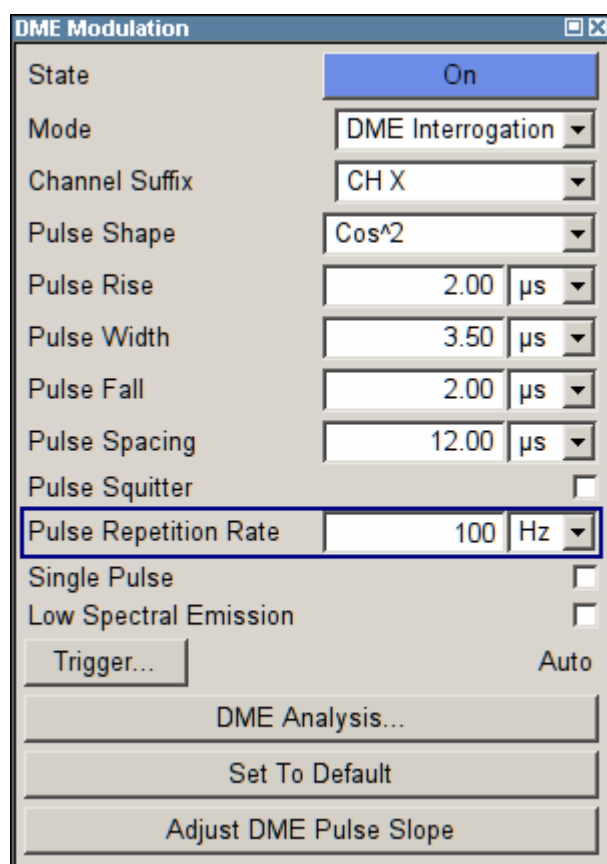 DME Modulation
State On
Mode DME Interrogation
Channel Suffix CH X
Pulse Shape Cos^2
Pulse Rise 2.00 µs
Pulse Width 3.50 µs
Pulse Fall 2.00 µs
Pulse Spacing 12.00 µs
Pulse Squitter
Pulse Repetition Rate 100 Hz
Single Pulse
Low Spectral Emission
Trigger... Auto
DME Analysis...
Set To Default
Adjust DME Pulse Slope